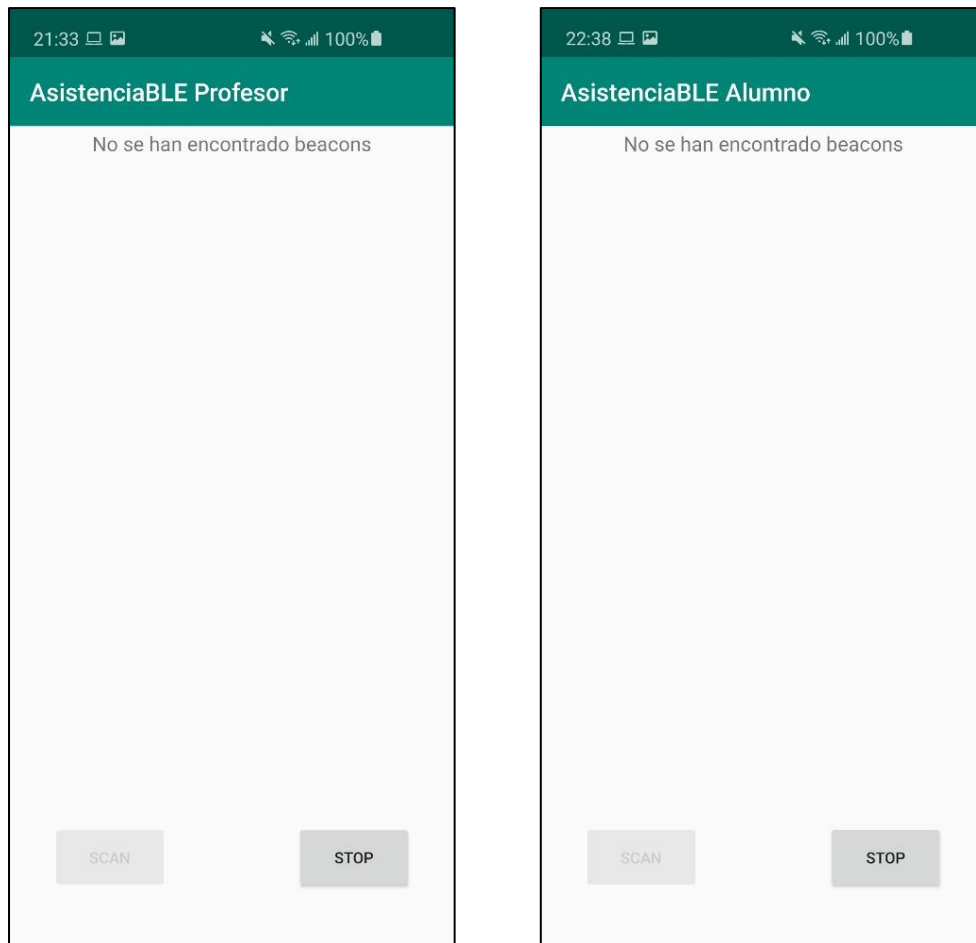 21:33 100%
AsistenciaBLE Profesor
No se han encontrado beacons
SCAN STOP
22:38 100%
AsistenciaBLE Alumno
No se han encontrado beacons
SCAN STOP